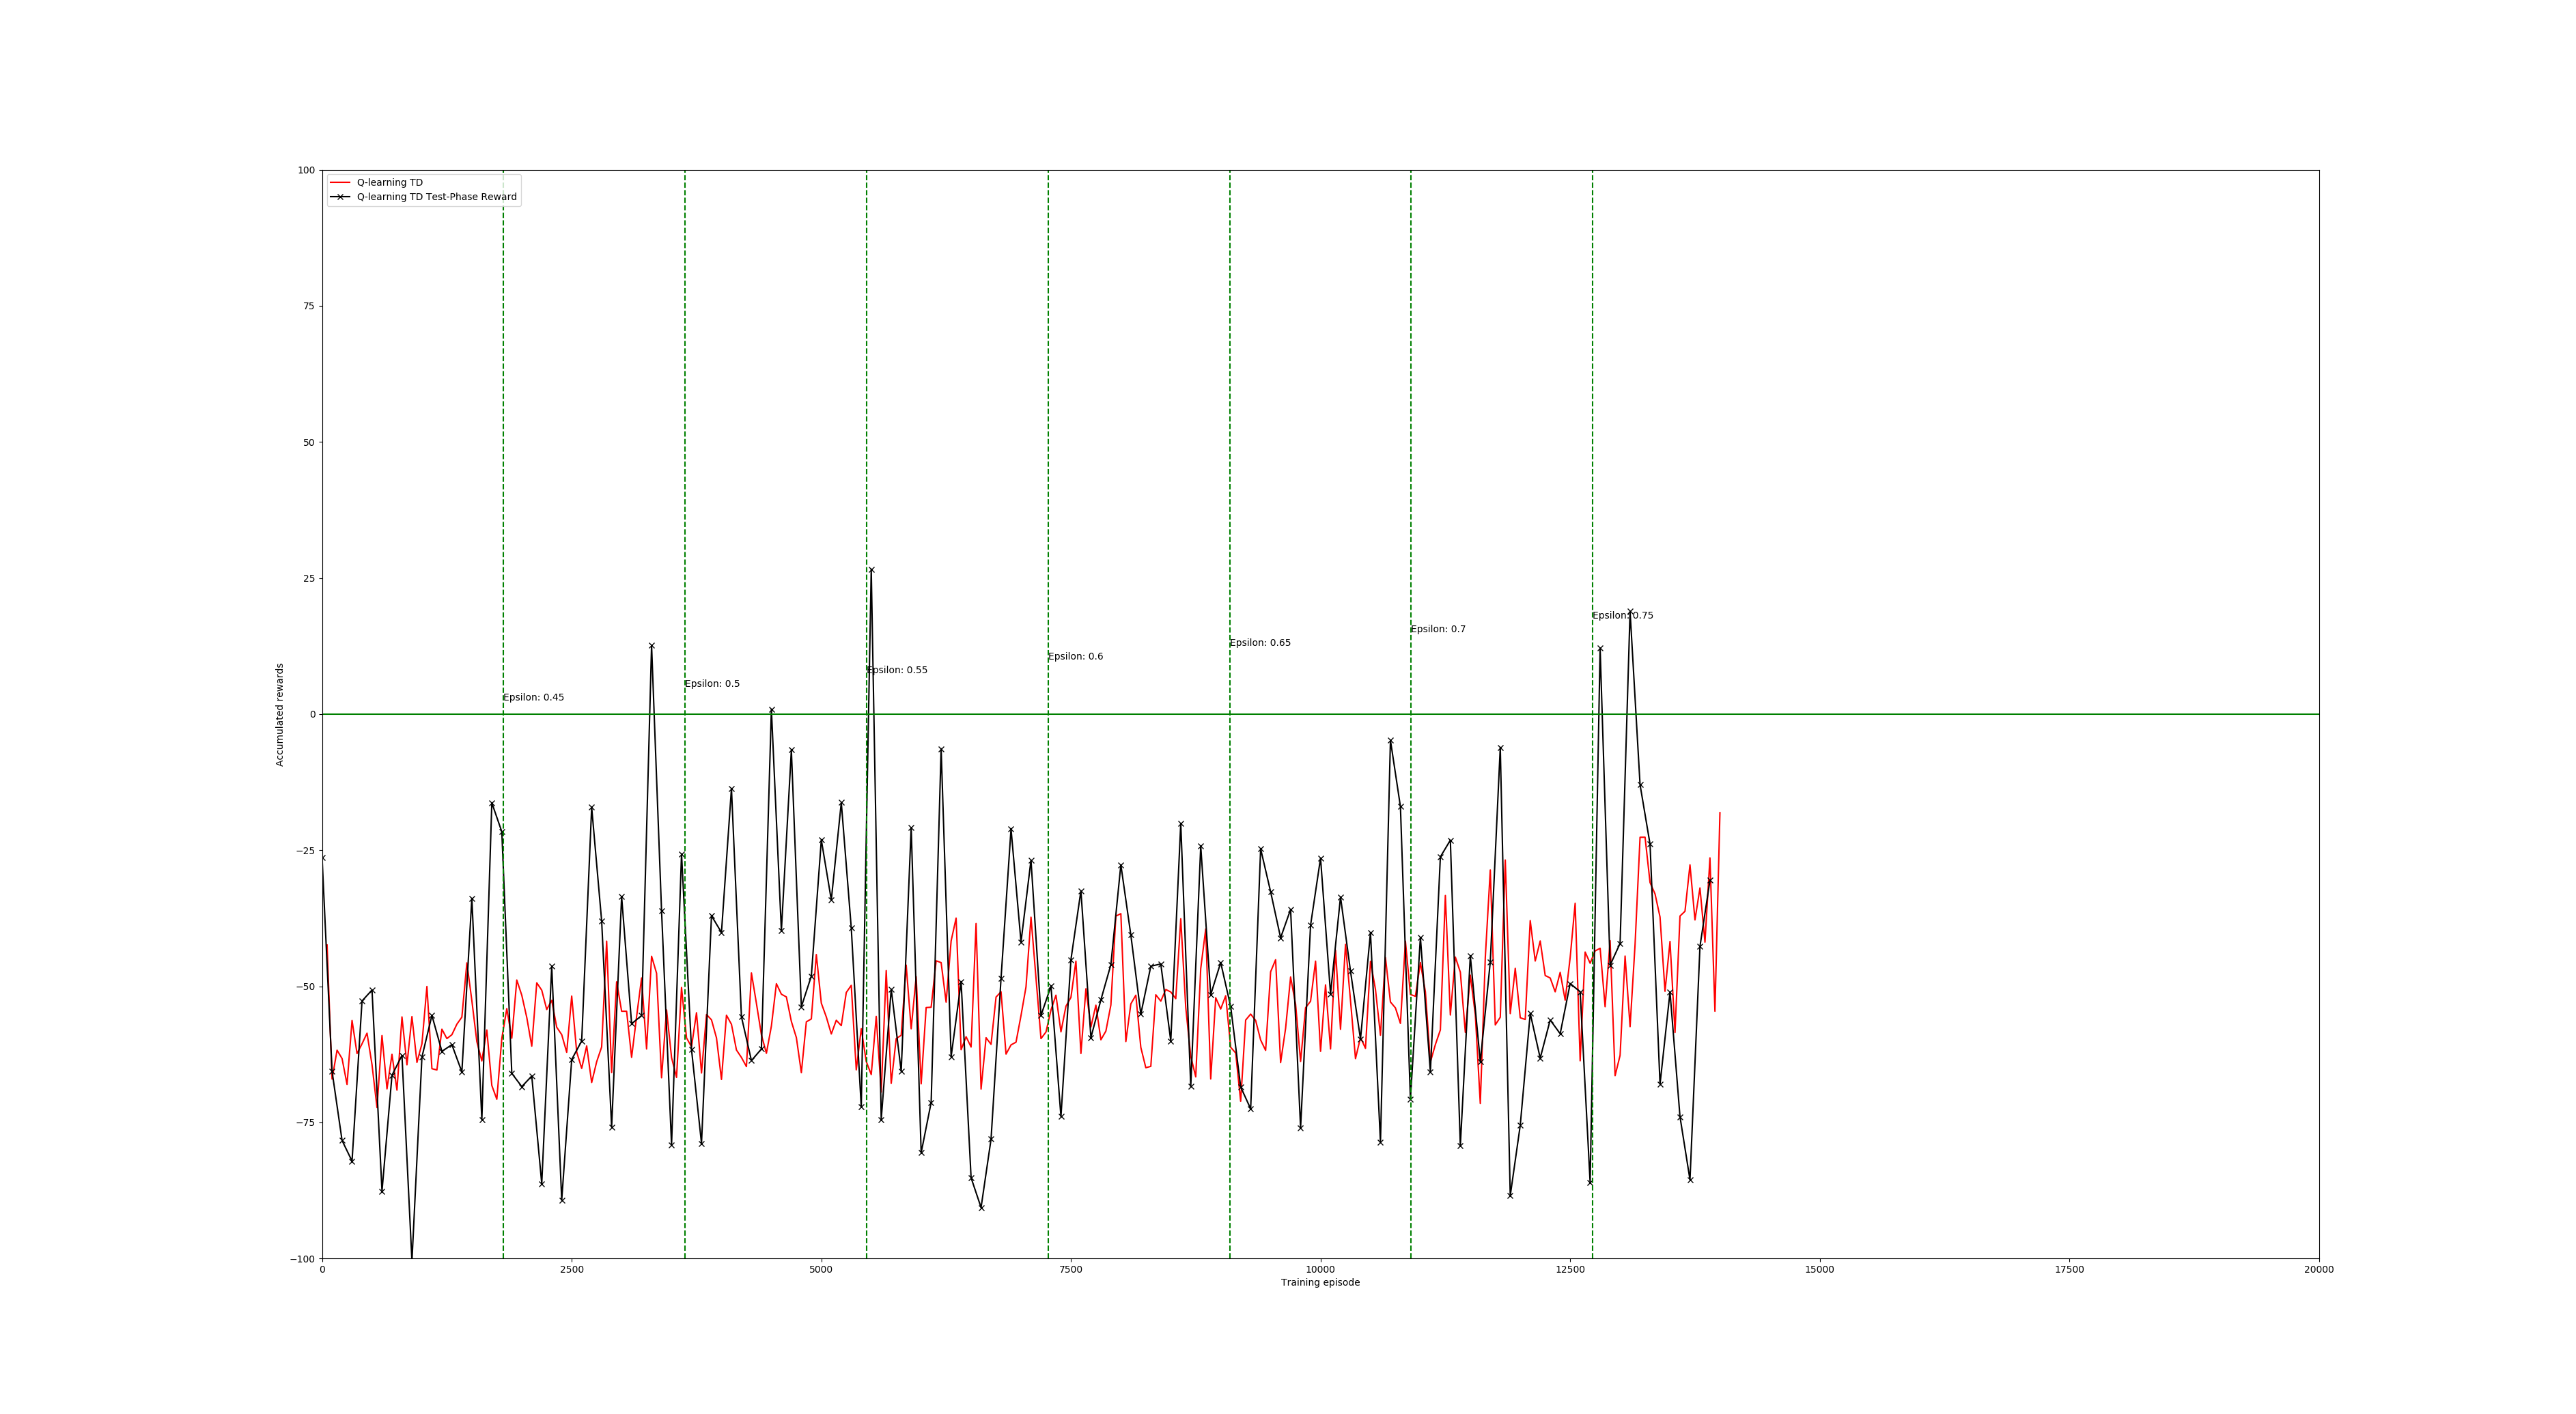 100
75
50
25
0
−25
−50
−75
−100
Accumulated rewards
Q-learning TD
Q-learning TD Test-Phase Reward
Epsilon: 0.45
Epsilon: 0.5
Epsilon: 0.55
Epsilon: 0.6
Epsilon: 0.65
Epsilon: 0.7
Epsilon: 0.75
0 2500 5000 7500 10000 12500 15000 17500 20000
Training episode